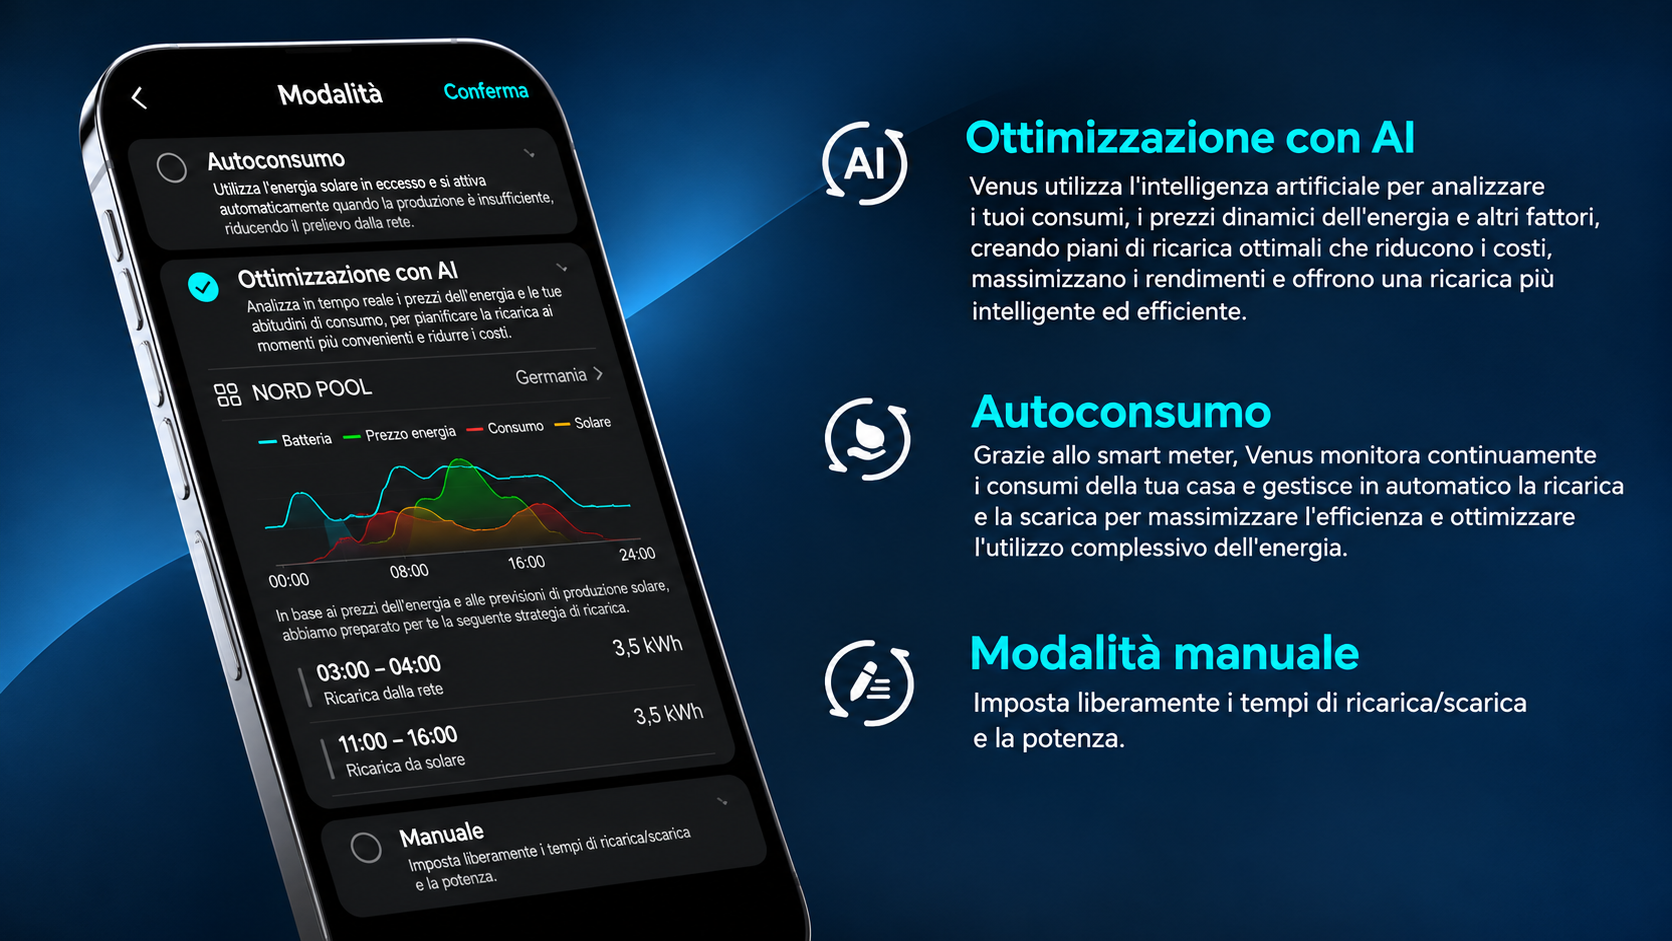 Modalità
Conferma
Autoconsumo
Utilizza l'energia solare in eccesso e si attiva
automaticamente quando la produzione è insufficiente,
riducendo il prelievo dalla rete.
Ottimizzazione con AI
Analizza in tempo reale i prezzi dell'energia e le tue
abitudini di consumo, per pianificare la ricarica ai
momenti più convenienti e ridurre i costi.
NORD POOL
Germania
Batteria
Prezzo energia
Consumo
Solare
00:00
08:00
16:00
24:00
In base ai prezzi dell'energia e alle previsioni di produzione solare,
abbiamo preparato per te la seguente strategia di ricarica.
03:00 – 04:00
3,5 kWh
Ricarica dalla rete
11:00 – 16:00
3,5 kWh
Ricarica da solare
Manuale
Imposta liberamente i tempi di ricarica/scarica
e la potenza.
AI
Ottimizzazione con AI
Venus utilizza l'intelligenza artificiale per analizzare
i tuoi consumi, i prezzi dinamici dell'energia e altri fattori,
creando piani di ricarica ottimali che riducono i costi,
massimizzano i rendimenti e offrono una ricarica più
intelligente ed efficiente.
Autoconsumo
Grazie allo smart meter, Venus monitora continuamente
i consumi della tua casa e gestisce in automatico la ricarica
e la scarica per massimizzare l'efficienza e ottimizzare
l'utilizzo complessivo dell'energia.
Modalità manuale
Imposta liberamente i tempi di ricarica/scarica
e la potenza.